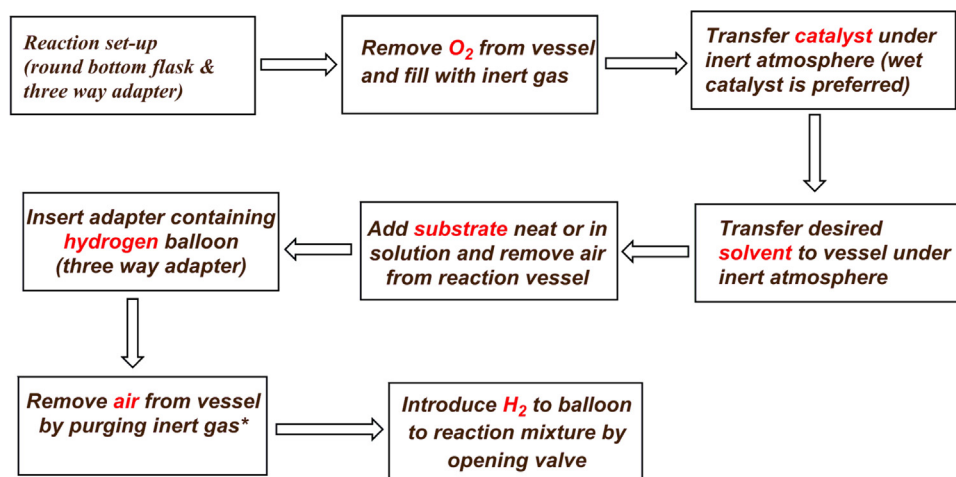 Reaction set-up
(round bottom flask &
three way adapter)
Remove O₂ from vessel
and fill with inert gas
Transfer catalyst under
inert atmosphere (wet
catalyst is preferred)
Transfer desired
solvent to vessel under
inert atmosphere
Add substrate neat or in
solution and remove air
from reaction vessel
Insert adapter containing
hydrogen balloon
(three way adapter)
Remove air from vessel
by purging inert gas*
Introduce H₂ to balloon
to reaction mixture by
opening valve